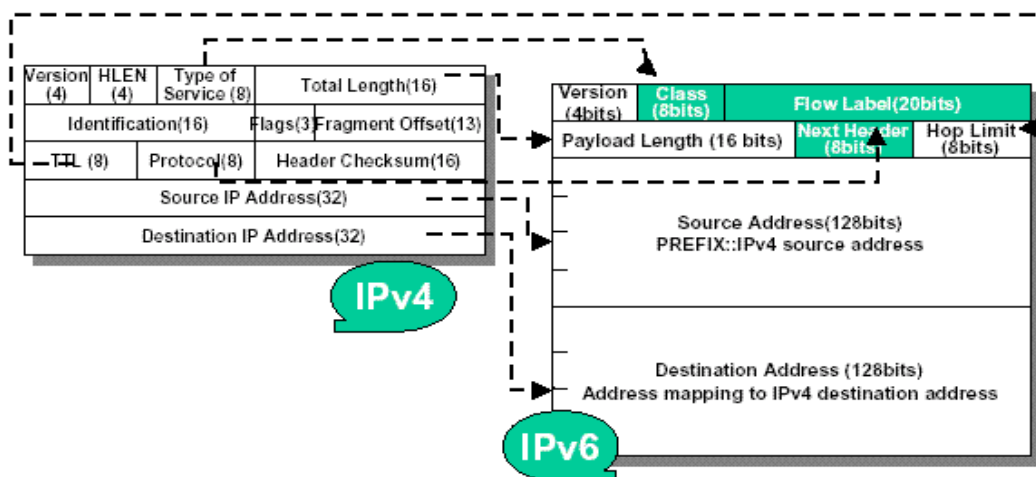 Version
(4)
HLEN
(4)
Type of
Service (8)
Total Length(16)
Identification(16)
Flags(3)
Fragment Offset(13)
TTL (8)
Protocol(8)
Header Checksum(16)
Source IP Address(32)
Destination IP Address(32)
IPv4
Version
(4bits)
Class
(8bits)
Flow Label(20bits)
Payload Length (16 bits)
Next Header
(8bits)
Hop Limit
(8bits)
Source Address(128bits)
PREFIX::IPv4 source address
Destination Address (128bits)
Address mapping to IPv4 destination address
IPv6